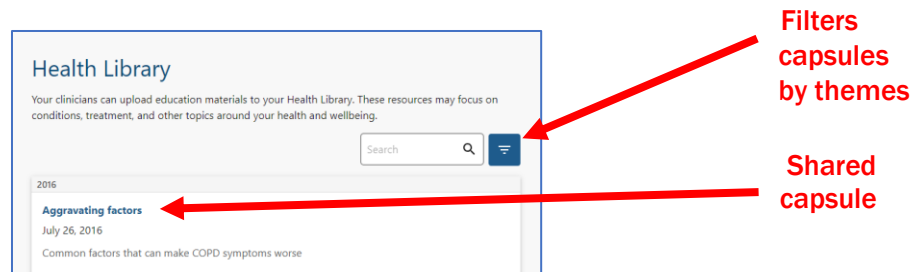 Health Library
Your clinicians can upload education materials to your Health Library. These resources may focus on
conditions, treatment, and other topics around your health and wellbeing.
Search
2016
Aggravating factors
July 26, 2016
Common factors that can make COPD symptoms worse
Filters
capsules
by themes
Shared
capsule